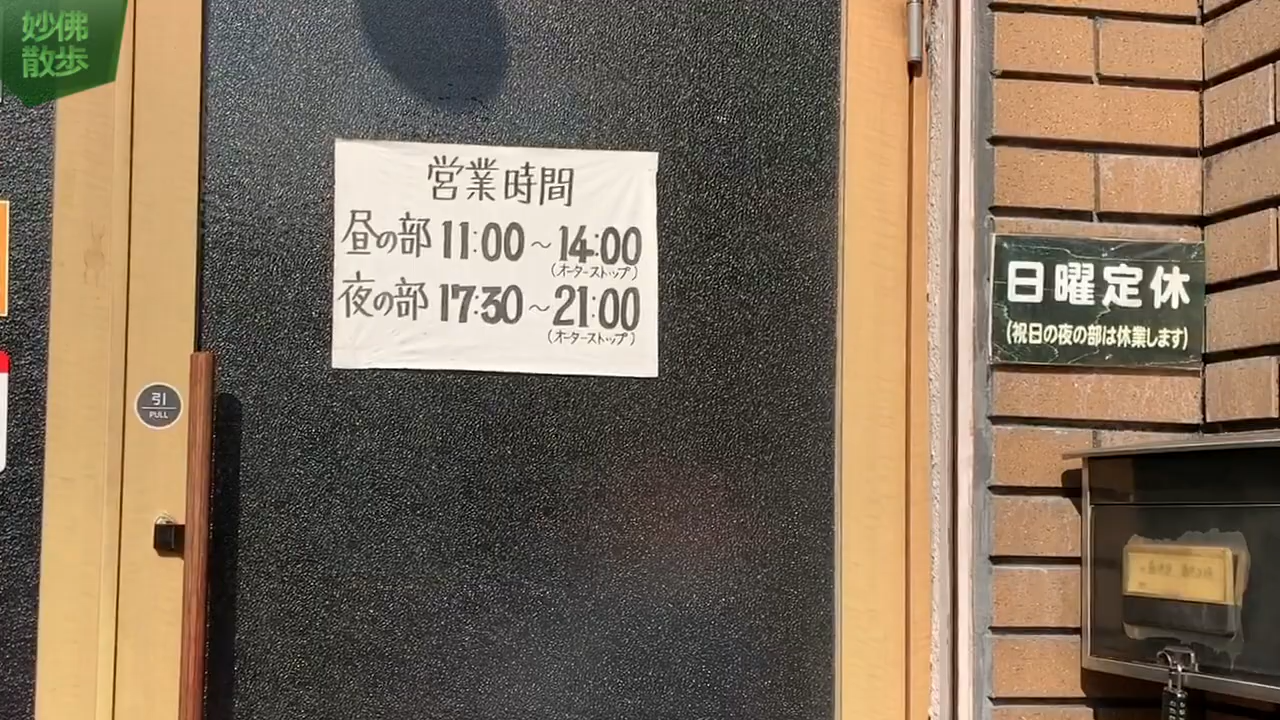 妙佛
散歩
営業時間
昼の部 11:00～14:00
(オーダーストップ)
夜の部 17:30～21:00
(オーダーストップ)
引
PULL
日曜定休
(祝日の夜の部は休業します)